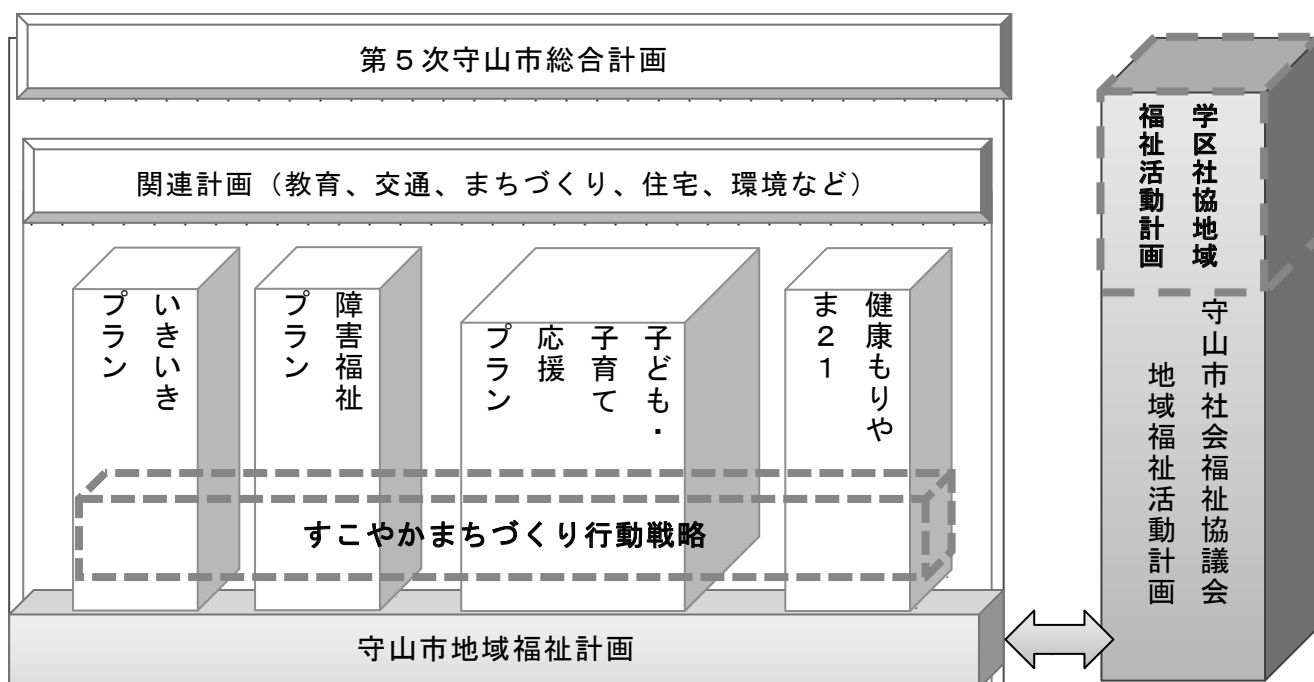 第５次守山市総合計画
関連計画（教育、交通、まちづくり、住宅、環境など）
いきいき
プラン
障害福祉
プラン
子ども・
子育て
応援
プラン
健康もりや
ま２１
すこやかまちづくり行動戦略
守山市地域福祉計画
学区社協地域
福祉活動計画
守山市社会福祉協議会
地域福祉活動計画